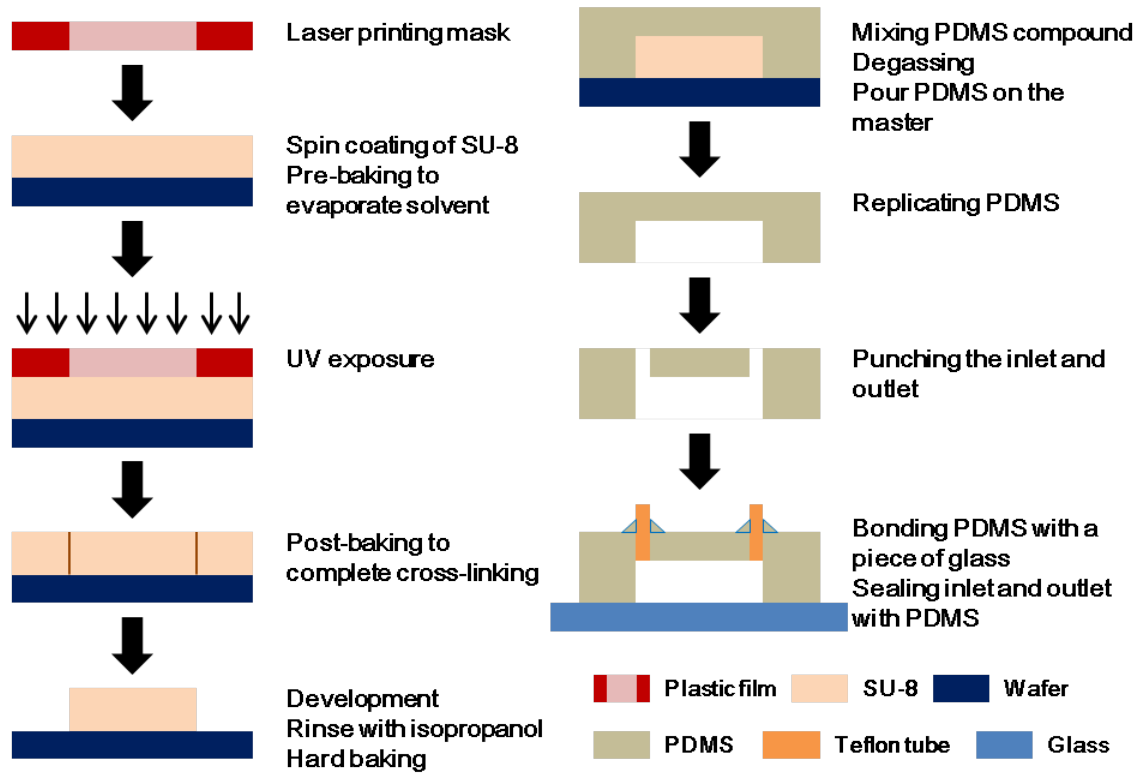 Laser printing mask
Spin coating of SU-8
Pre-baking to
evaporate solvent
UV exposure
Post-baking to
complete cross-linking
Development
Rinse with isopropanol
Hard baking
Mixing PDMS compound
Degassing
Pour PDMS on the
master
Replicating PDMS
Punching the inlet and
outlet
Bonding PDMS with a
piece of glass
Sealing inlet and outlet
with PDMS
Plastic film
SU-8
Wafer
PDMS
Teflon tube
Glass